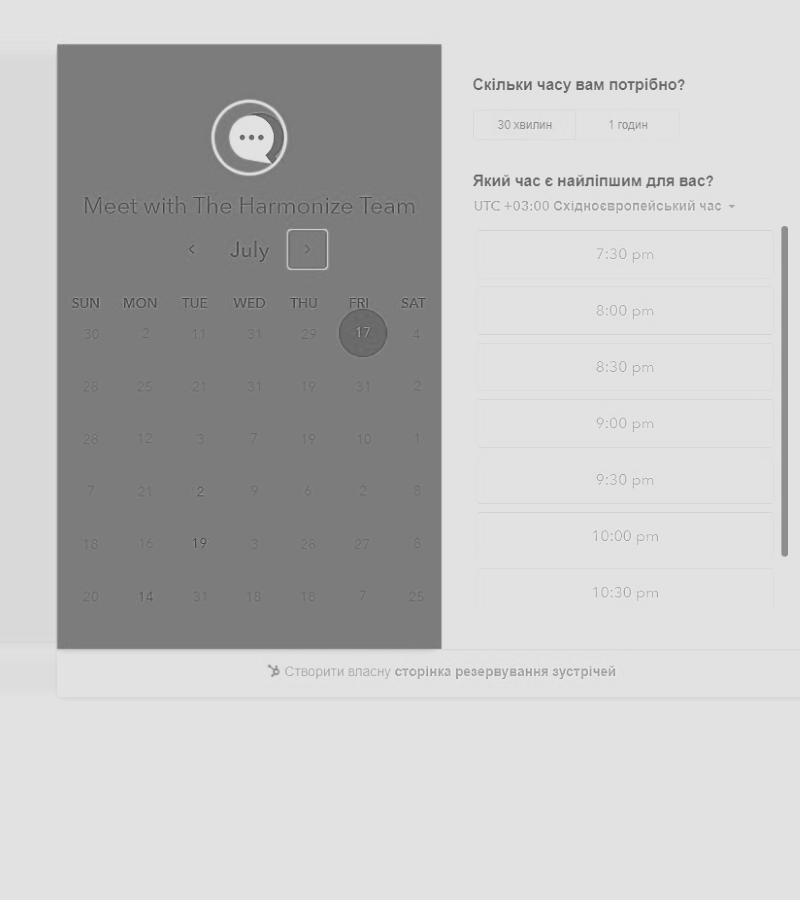 Meet with The Harmonize Team
July
SUN MON TUE WED THU FRI SAT
30 2 11 31 29 17 4
28 25 21 31 19 31 2
28 12 3 7 19 10 1
7 21 2 9 6 2 8
18 16 19 3 28 27 8
20 14 31 18 18 7 25
Скільки часу вам потрібно?
30 хвилин 1 годин
Який час є найліпшим для вас?
UTC +03:00 Східноєвропейський час
7:30 pm
8:00 pm
8:30 pm
9:00 pm
9:30 pm
10:00 pm
10:30 pm
Створити власну сторінка резервування зустрічей